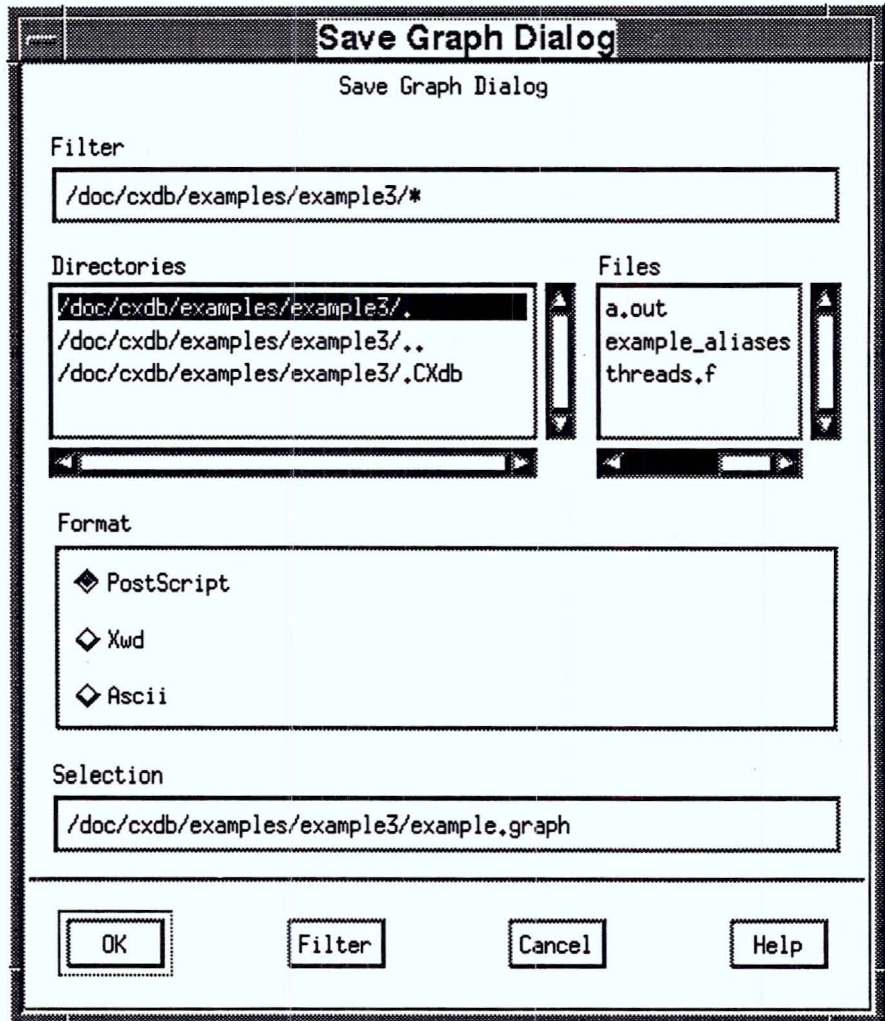 Save Graph Dialog
Save Graph Dialog
Filter
/doc/cxdb/examples/example3/*
Directories
/doc/cxdb/examples/example3/.
/doc/cxdb/examples/example3/..
/doc/cxdb/examples/example3/.CXdb
Files
a.out
example_aliases
threads.f
Format
PostScript
Xwd
Ascii
Selection
/doc/cxdb/examples/example3/example.graph
OK
Filter
Cancel
Help